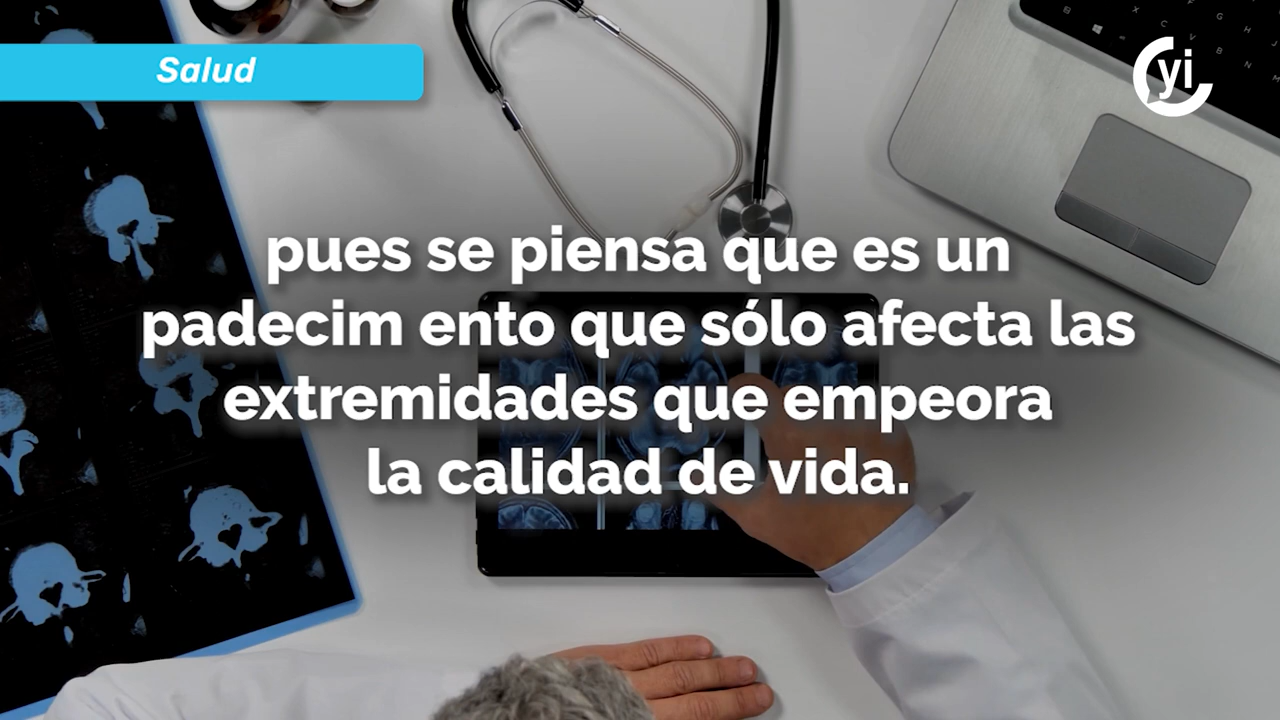 Salud
yi
pues se piensa que es un
padecim ento que sólo afecta las
extremidades que empeora
la calidad de vida.